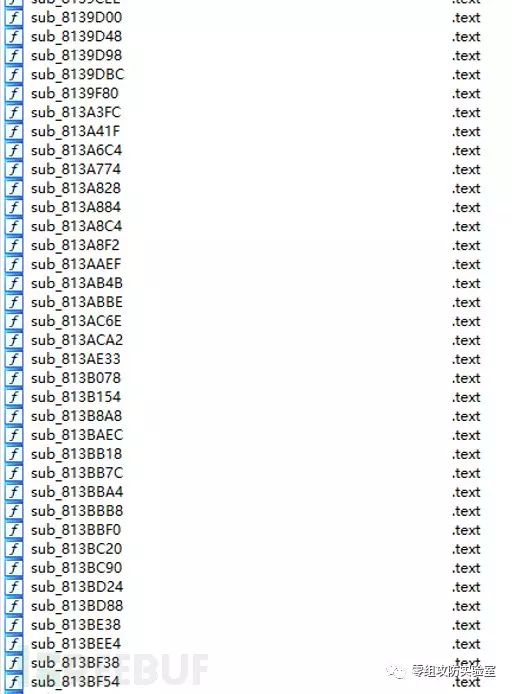 sub_8139D00 .text
sub_8139D48 .text
sub_8139D98 .text
sub_8139DBC .text
sub_8139F80 .text
sub_813A3FC .text
sub_813A41F .text
sub_813A6C4 .text
sub_813A774 .text
sub_813A828 .text
sub_813A884 .text
sub_813A8C4 .text
sub_813A8F2 .text
sub_813AAEF .text
sub_813AB4B .text
sub_813ABBE .text
sub_813AC6E .text
sub_813ACA2 .text
sub_813AE33 .text
sub_813B078 .text
sub_813B154 .text
sub_813B8A8 .text
sub_813BAEC .text
sub_813BB18 .text
sub_813BB7C .text
sub_813BBA4 .text
sub_813BBB8 .text
sub_813BBF0 .text
sub_813BC20 .text
sub_813BC90 .text
sub_813BD24 .text
sub_813BD88 .text
sub_813BE38 .text
sub_813BEE4 .text
sub_813BF38 .text
零组攻防实验室
sub_813BF54 .text